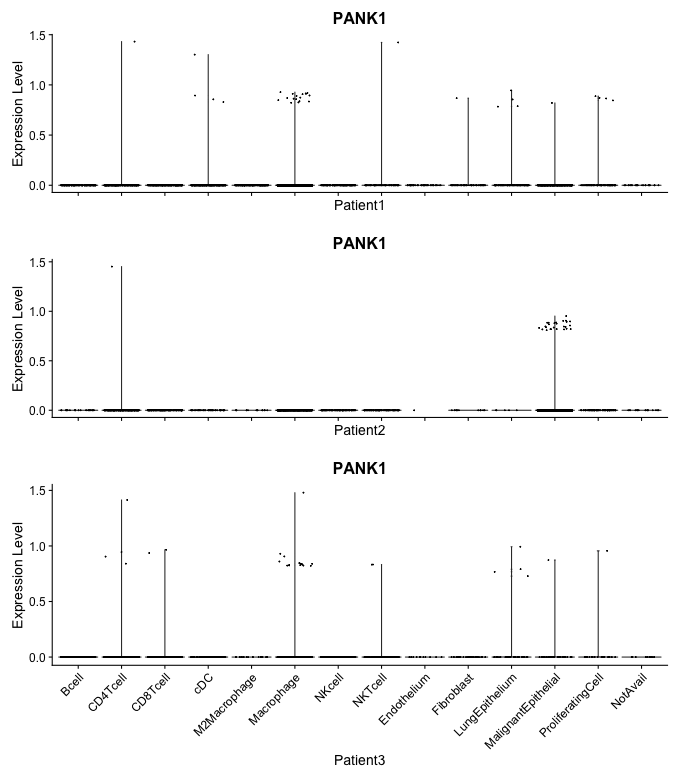 PANK1
Expression Level
1.5
1.0
0.5
0.0
Patient1
PANK1
Expression Level
1.5
1.0
0.5
0.0
Patient2
PANK1
Expression Level
1.5
1.0
0.5
0.0
Bcell
CD4Tcell
CD8Tcell
cDC
M2Macrophage
Macrophage
NKcell
NKTcell
Endothelium
Fibroblast
LungEpithelium
MalignantEpithelial
ProliferatingCell
NotAvail
Patient3